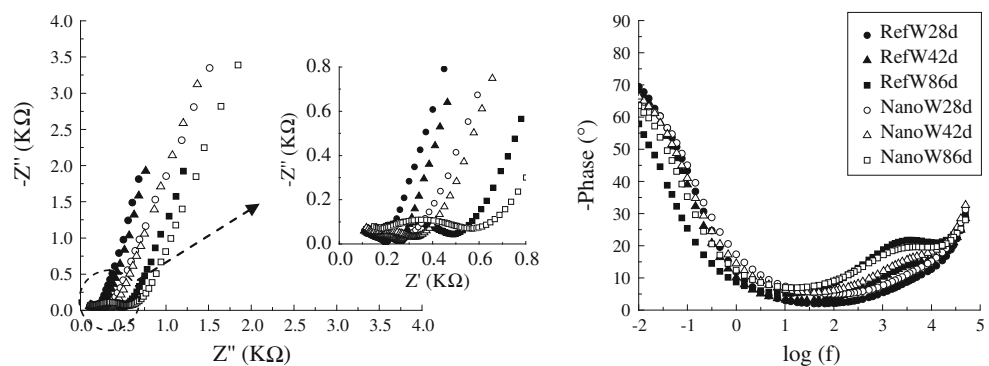 4.0
3.5
3.0
2.5
2.0
1.5
1.0
0.5
0.0
-Z'' (KΩ)
0.0 0.5 1.0 1.5 2.0 2.5 3.0 3.5 4.0
Z'' (KΩ)
0.8
0.6
0.4
0.2
0.0
-Z'' (KΩ)
0.0 0.2 0.4 0.6 0.8
Z' (KΩ)
90
80
70
60
50
40
30
20
10
0
-Phase (°)
-2 -1 0 1 2 3 4 5
log (f)
RefW28d
RefW42d
RefW86d
NanoW28d
NanoW42d
NanoW86d